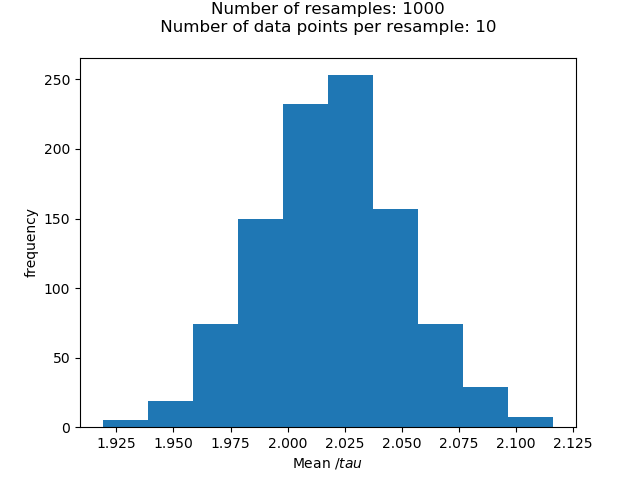 Number of resamples: 1000
Number of data points per resample: 10
250
200
150
100
50
0
frequency
1.925 1.950 1.975 2.000 2.025 2.050 2.075 2.100 2.125
Mean /tau